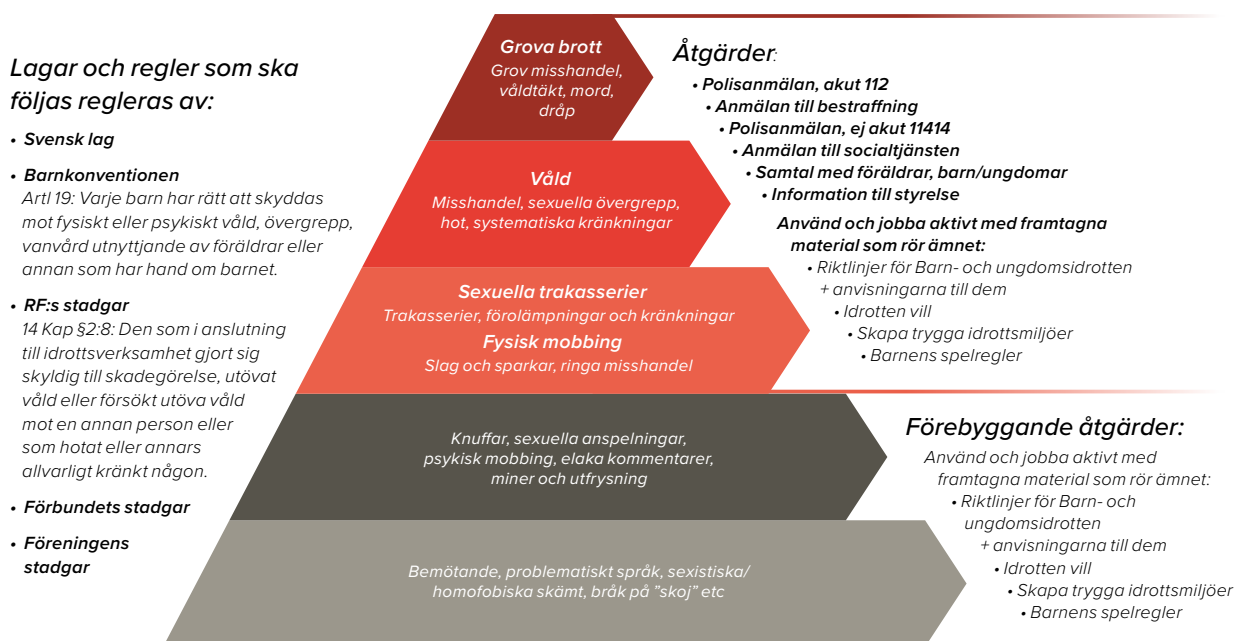 Lagar och regler som ska
följas regleras av:
• Svensk lag
• Barnkonventionen
Artl 19: Varje barn har rätt att skyddas
mot fysiskt eller psykiskt våld, övergrepp,
vanvård utnyttjande av föräldrar eller
annan som har hand om barnet.
• RF:s stadgar
14 Kap §2:8: Den som i anslutning
till idrottsverksamhet gjort sig
skyldig till skadegörelse, utövat
våld eller försökt utöva våld
mot en annan person eller
som hotat eller annars
allvarligt kränkt någon.
• Förbundets stadgar
• Föreningens
stadgar
Grova brott
Grov misshandel,
våldtäkt, mord,
dråp
Våld
Misshandel, sexuella övergrepp,
hot, systematiska kränkningar
Sexuella trakasserier
Trakasserier, förolämpningar och kränkningar
Fysisk mobbing
Slag och sparkar, ringa misshandel
Knuffar, sexuella anspelningar,
psykisk mobbing, elaka kommentarer,
miner och utfrysning
Bemötande, problematiskt språk, sexistiska/
homofobiska skämt, bråk på ”skoj” etc
Åtgärder:
• Polisanmälan, akut 112
• Anmälan till bestraffning
• Polisanmälan, ej akut 11414
• Anmälan till socialtjänsten
• Samtal med föräldrar, barn/ungdomar
• Information till styrelse
Använd och jobba aktivt med framtagna
material som rör ämnet:
• Riktlinjer för Barn- och ungdomsidrotten
+ anvisningarna till dem
• Idrotten vill
• Skapa trygga idrottsmiljöer
• Barnens spelregler
Förebyggande åtgärder:
Använd och jobba aktivt med
framtagna material som rör ämnet:
• Riktlinjer för Barn- och
ungdomsidrotten
+ anvisningarna till dem
• Idrotten vill
• Skapa trygga idrottsmiljöer
• Barnens spelregler